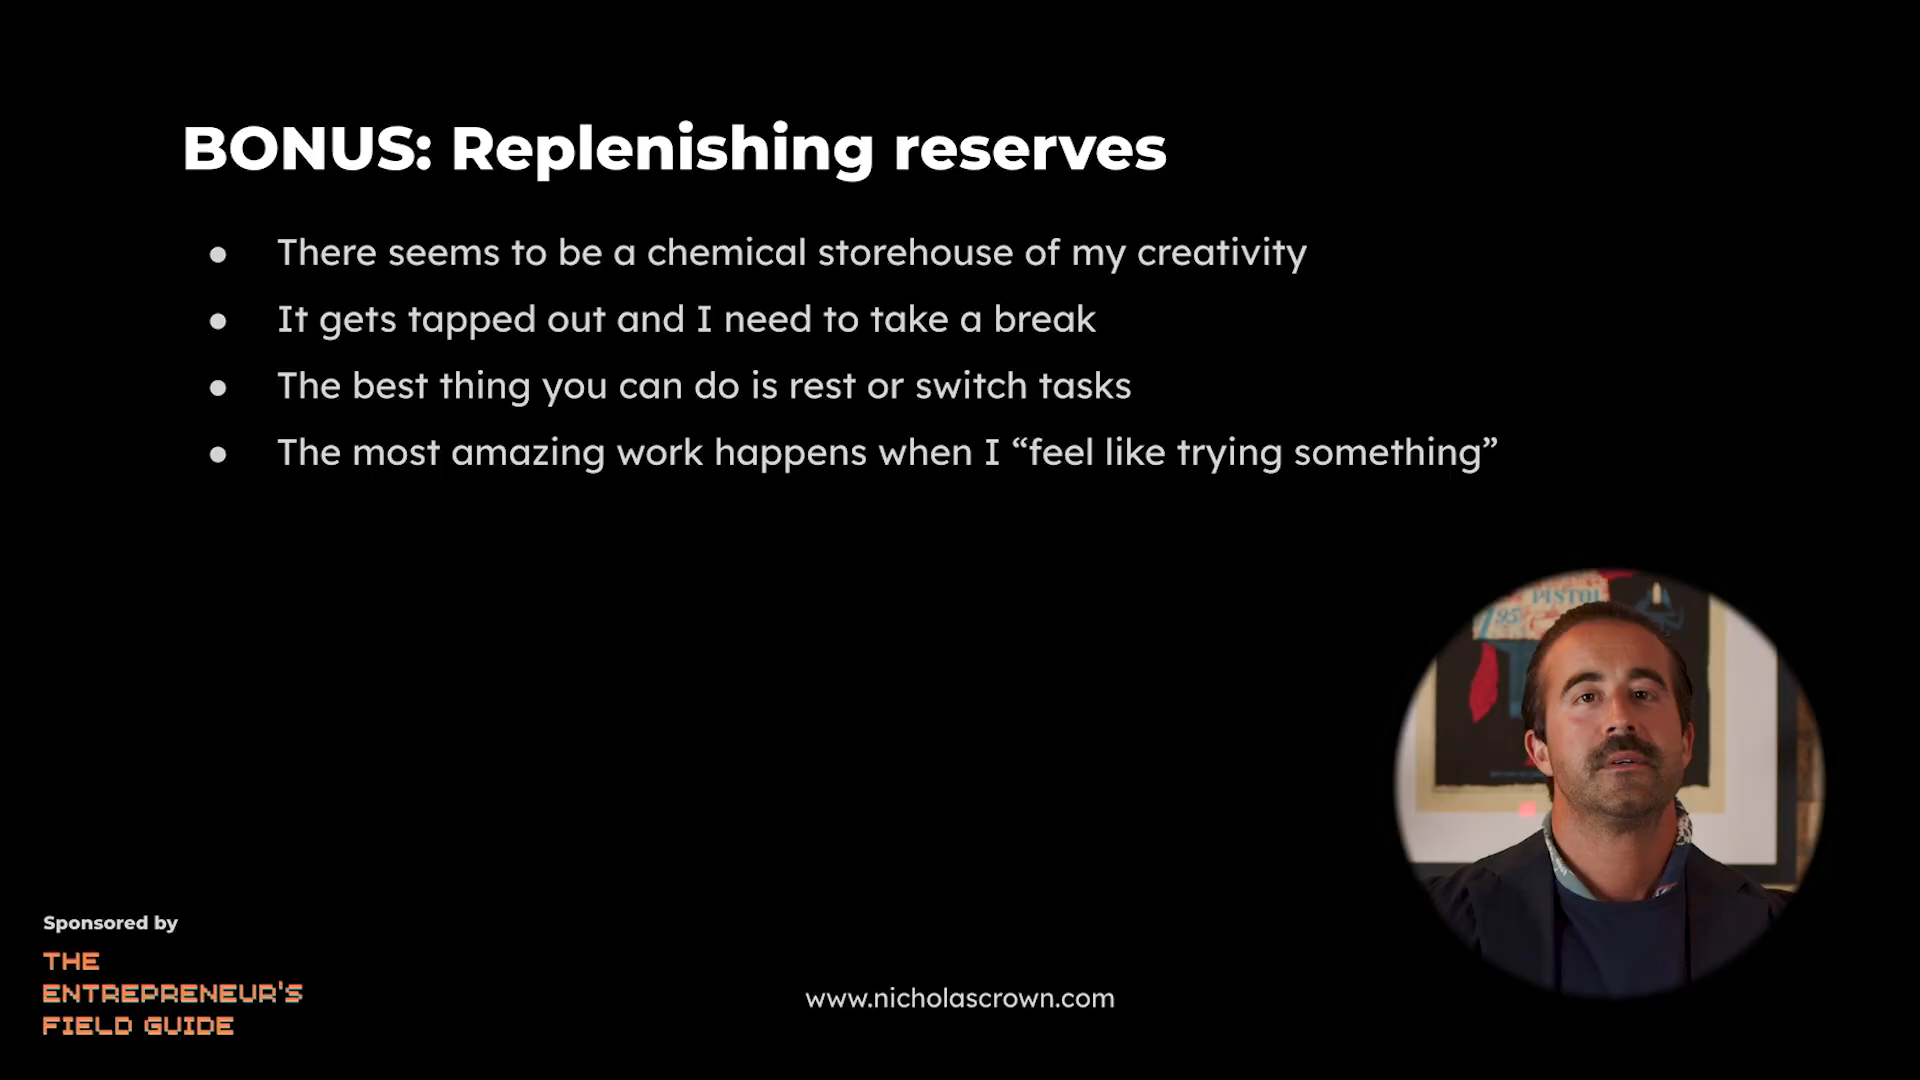 BONUS: Replenishing reserves
● There seems to be a chemical storehouse of my creativity
● It gets tapped out and I need to take a break
● The best thing you can do is rest or switch tasks
● The most amazing work happens when I “feel like trying something”
PISTOL
95
Sponsored by
THE
ENTREPRENEUR'S
FIELD GUIDE
www.nicholascrown.com